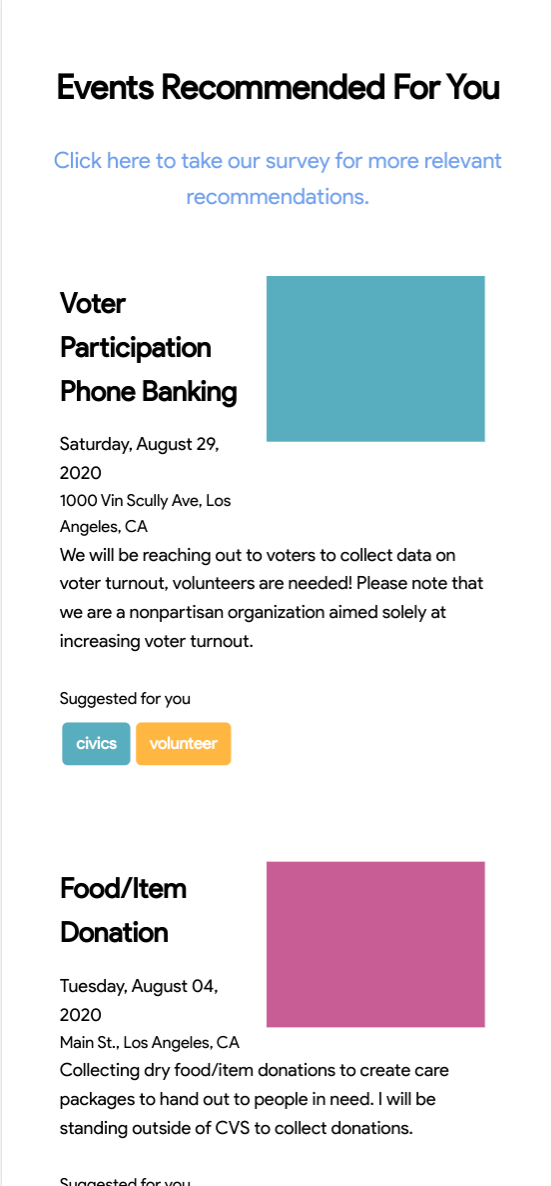 Events Recommended For You
Click here to take our survey for more relevant
recommendations.
Voter
Participation
Phone Banking
Saturday, August 29,
2020
1000 Vin Scully Ave, Los
Angeles, CA
We will be reaching out to voters to collect data on
voter turnout, volunteers are needed! Please note that
we are a nonpartisan organization aimed solely at
increasing voter turnout.
Suggested for you
civics volunteer
Food/Item
Donation
Tuesday, August 04,
2020
Main St., Los Angeles, CA
Collecting dry food/item donations to create care
packages to hand out to people in need. I will be
standing outside of CVS to collect donations.
Suggested for you